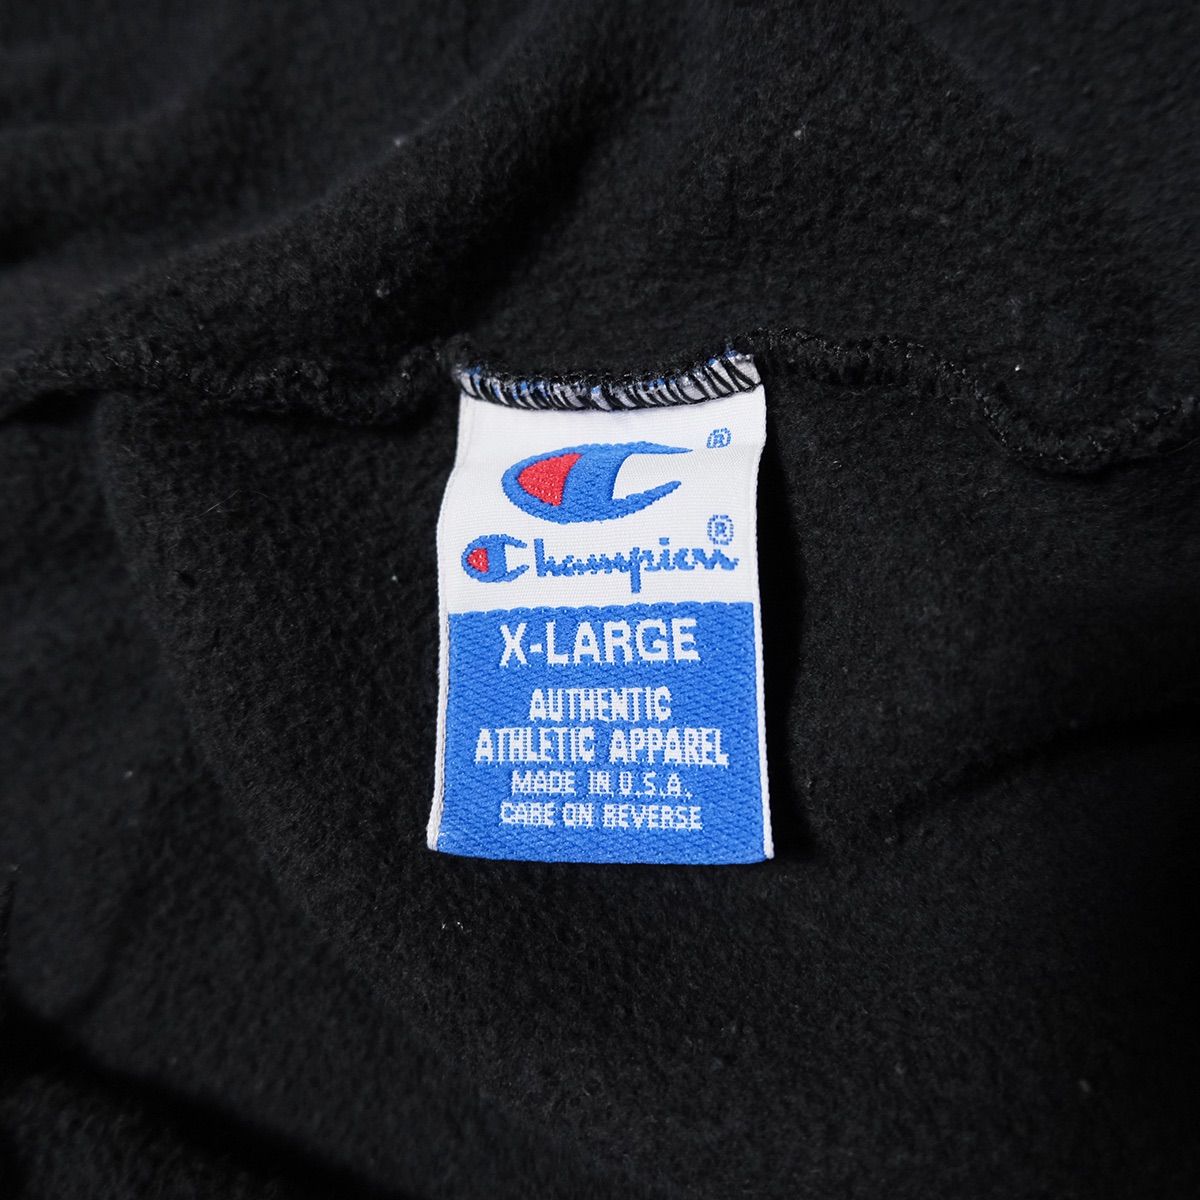 ®
Champion®
X-LARGE
AUTHENTIC
ATHLETIC APPAREL
MADE IN U.S.A.
CARE ON REVERSE